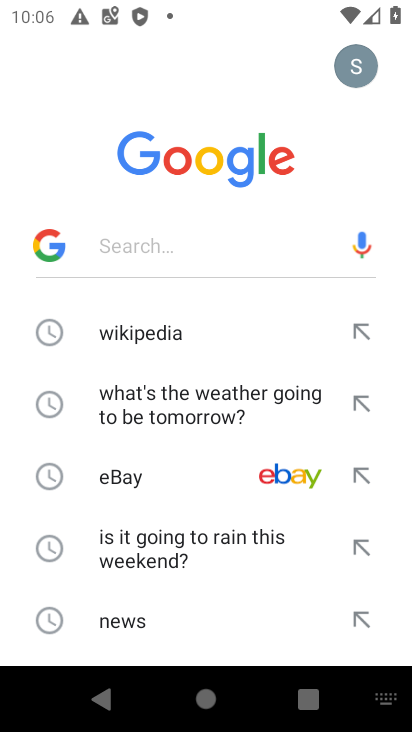 10:06
S
Google
G Search...
wikipedia
what's the weather going
to be tomorrow?
eBay ebay
is it going to rain this
weekend?
news